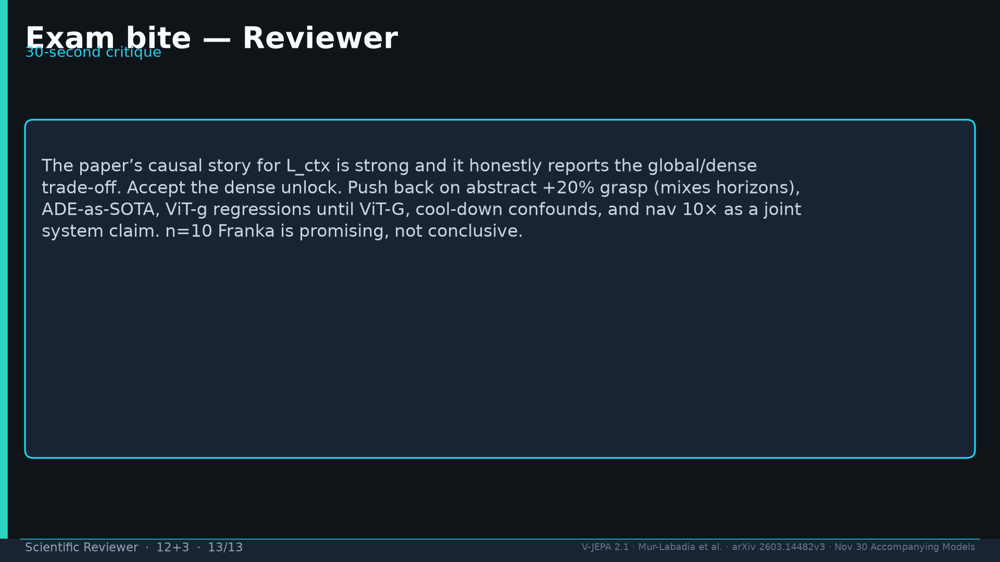 Exam bite — Reviewer
30-second critique
The paper’s causal story for L_ctx is strong and it honestly reports the global/dense
trade-off. Accept the dense unlock. Push back on abstract +20% grasp (mixes horizons),
ADE-as-SOTA, ViT-g regressions until ViT-G, cool-down confounds, and nav 10× as a joint
system claim. n=10 Franka is promising, not conclusive.
Scientific Reviewer · 12+3 · 13/13
V-JEPA 2.1 · Mur-Labadia et al. · arXiv 2603.14482v3 · Nov 30 Accompanying Models